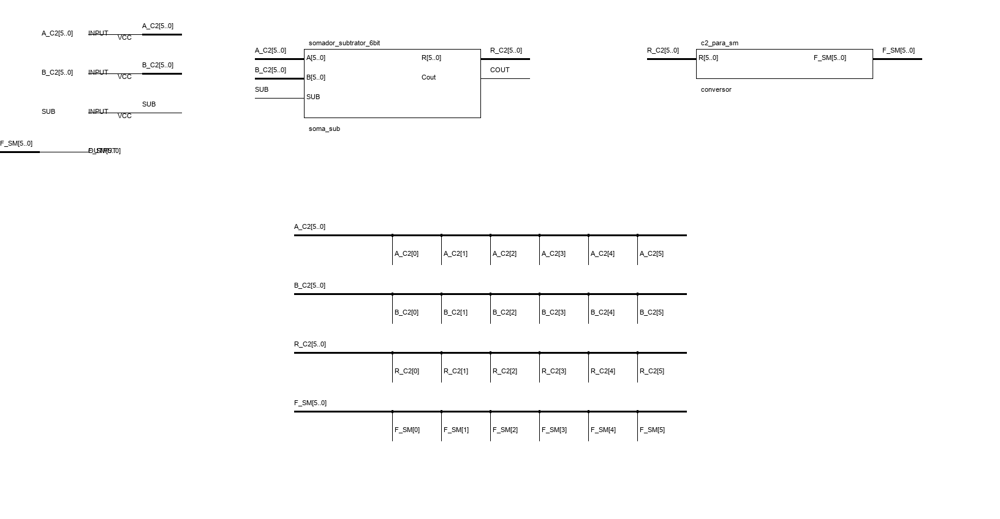 A_C2[5..0] INPUT VCC A_C2[5..0]
B_C2[5..0] INPUT VCC B_C2[5..0]
SUB INPUT VCC SUB
F_SM[5..0] OUTPUT F_SM[5..0]
somador_subtrator_6bit
A_C2[5..0] A[5..0] R[5..0] R_C2[5..0]
B_C2[5..0] B[5..0] Cout COUT
SUB SUB
soma_sub
c2_para_sm
R_C2[5..0] R[5..0] F_SM[5..0] F_SM[5..0]
conversor
A_C2[5..0]
A_C2[0] A_C2[1] A_C2[2] A_C2[3] A_C2[4] A_C2[5]
B_C2[5..0]
B_C2[0] B_C2[1] B_C2[2] B_C2[3] B_C2[4] B_C2[5]
R_C2[5..0]
R_C2[0] R_C2[1] R_C2[2] R_C2[3] R_C2[4] R_C2[5]
F_SM[5..0]
F_SM[0] F_SM[1] F_SM[2] F_SM[3] F_SM[4] F_SM[5]